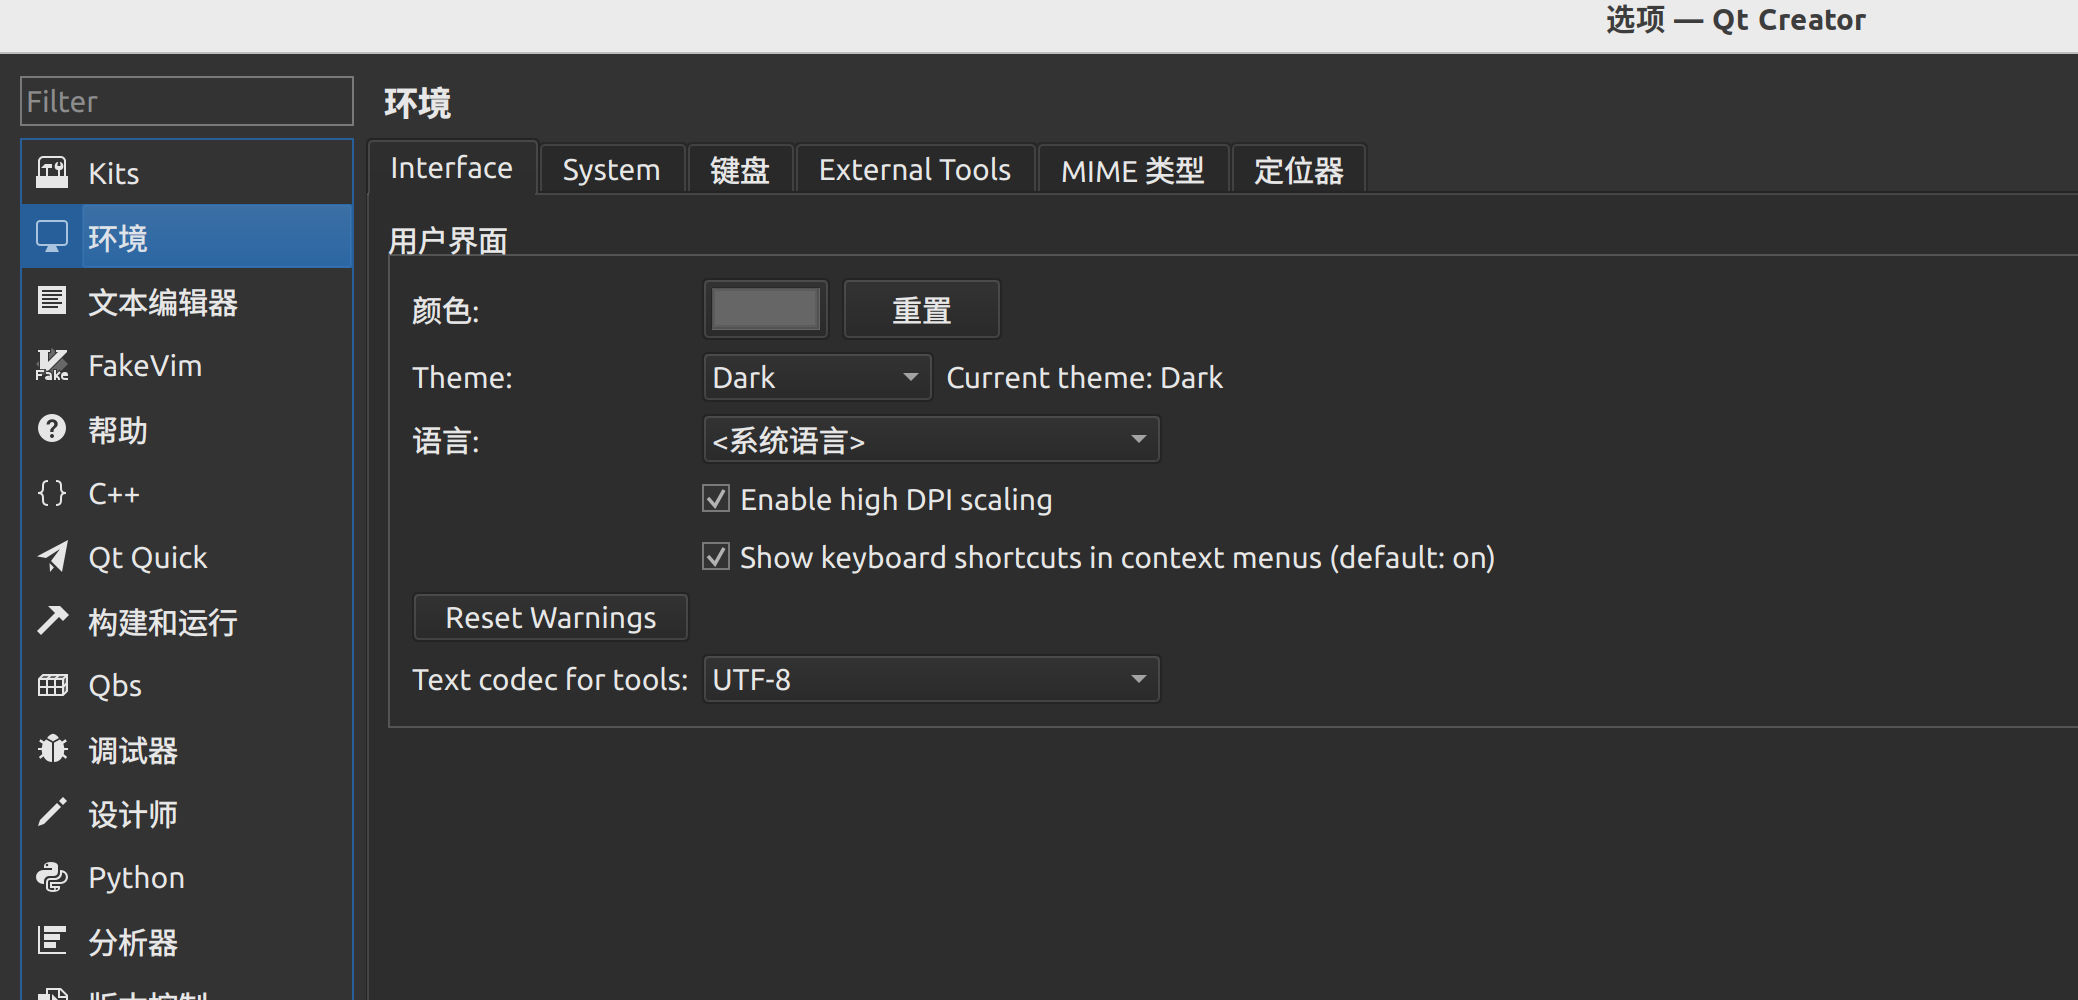 选项 — Qt Creator
Filter
Kits
环境
文本编辑器
FakeVim
帮助
C++
Qt Quick
构建和运行
Qbs
调试器
设计师
Python
分析器
版本控制
环境
Interface System 键盘 External Tools MIME 类型 定位器
用户界面
颜色: 重置
Theme: Dark Current theme: Dark
语言: <系统语言>
Enable high DPI scaling
Show keyboard shortcuts in context menus (default: on)
Reset Warnings
Text codec for tools: UTF-8